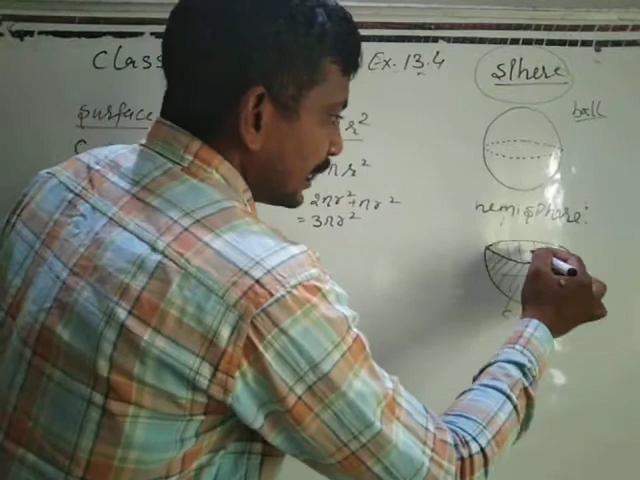 Class Ex. 13.4
Sphere
ball
Surface r²
C πr²
2πr² + πr²
= 3πr²
hemisphere: